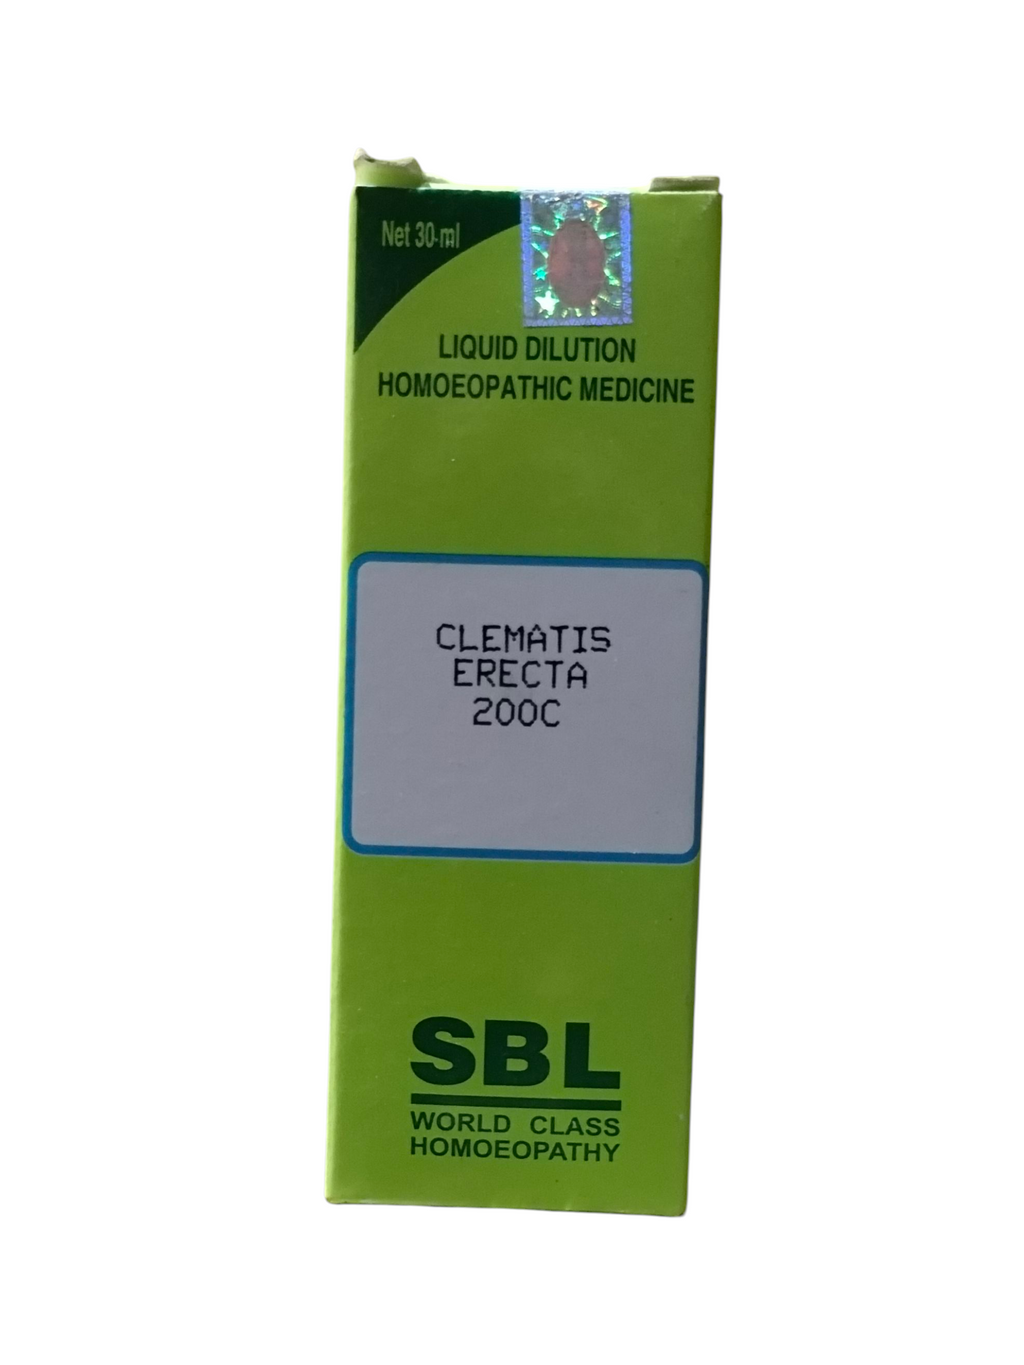 Net 30-ml
LIQUID DILUTION
HOMOEOPATHIC MEDICINE
CLEMATIS
ERECTA
200C
SBL
WORLD CLASS
HOMOEOPATHY